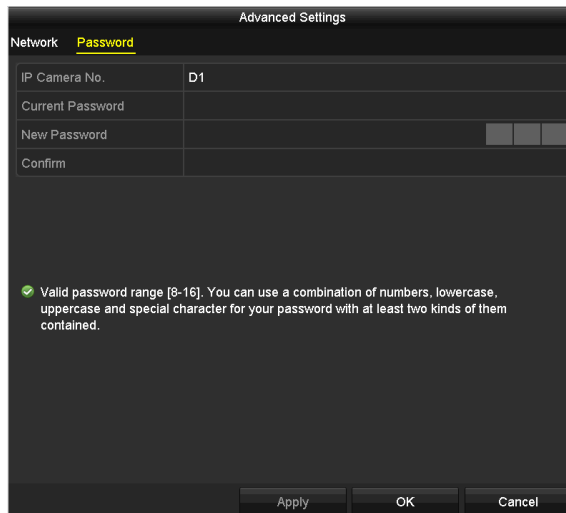 Advanced Settings
Network Password
IP Camera No. D1
Current Password
New Password
Confirm
Valid password range [8-16]. You can use a combination of numbers, lowercase,
uppercase and special character for your password with at least two kinds of them
contained.
Apply OK Cancel